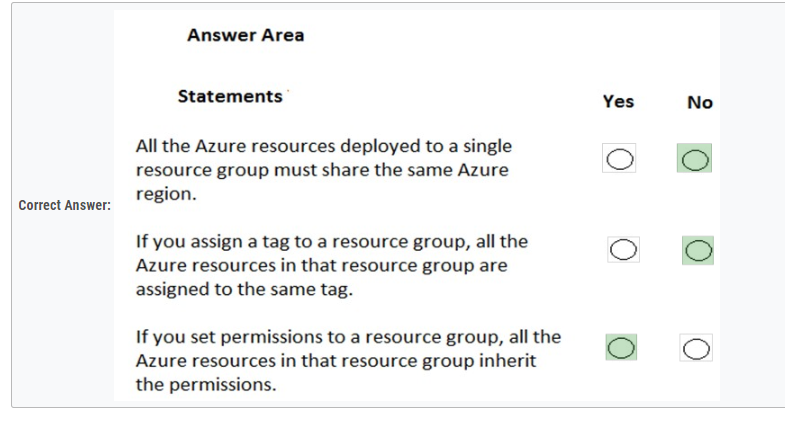 Answer Area
Statements
Yes
No
All the Azure resources deployed to a single
resource group must share the same Azure
region.
Correct Answer:
If you assign a tag to a resource group, all the
Azure resources in that resource group are
assigned to the same tag.
If you set permissions to a resource group, all the
Azure resources in that resource group inherit
the permissions.